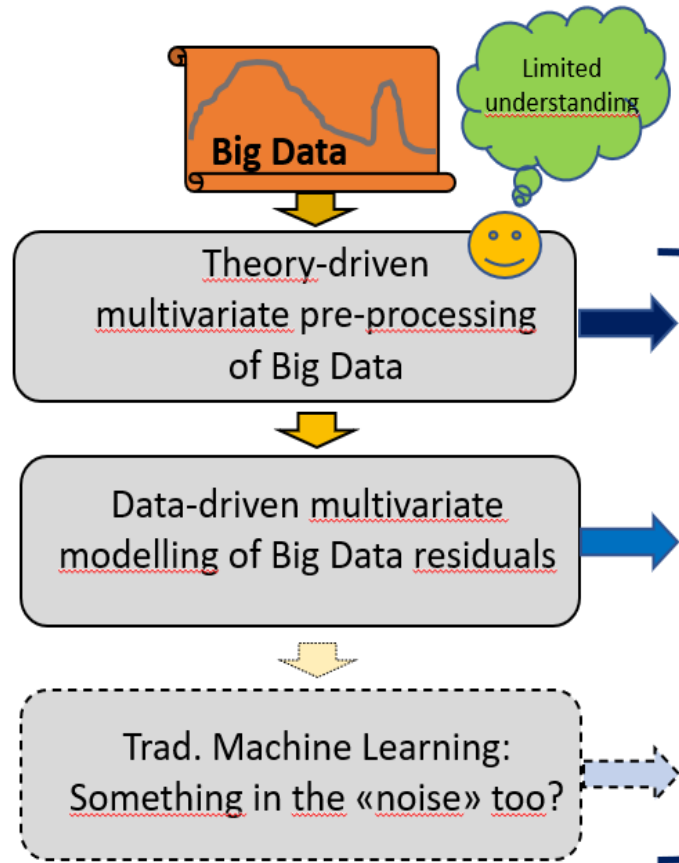 Limited
understanding
Big Data
Theory-driven
multivariate pre-processing
of Big Data
Data-driven multivariate
modelling of Big Data residuals
Trad. Machine Learning:
Something in the «noise» too?